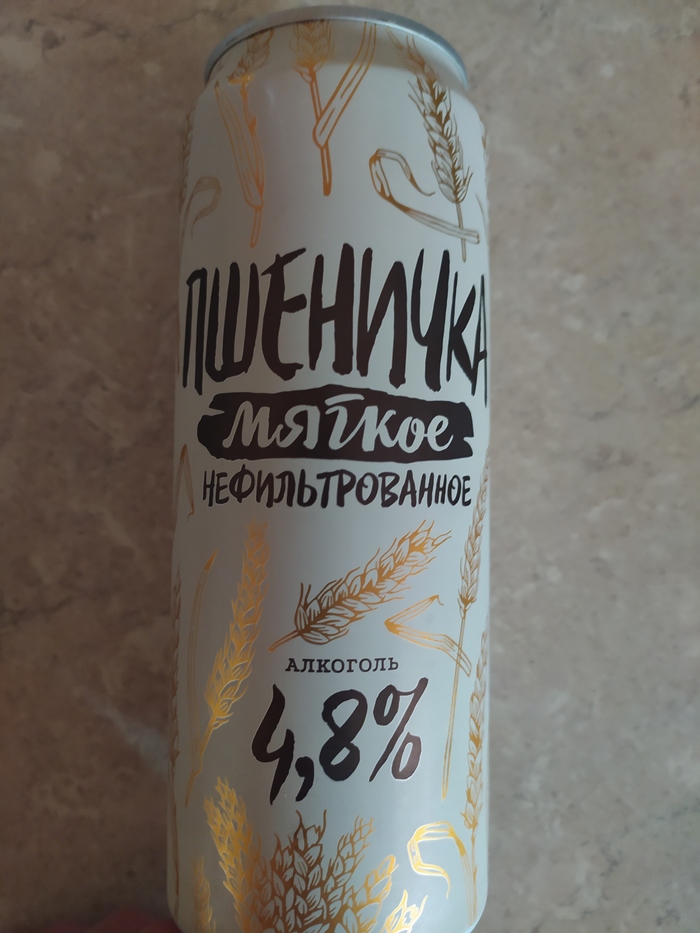 ПШЕНИЧКА
мягкое
НЕФИЛЬТРОВАННОЕ
АЛКОГОЛЬ
4,8%